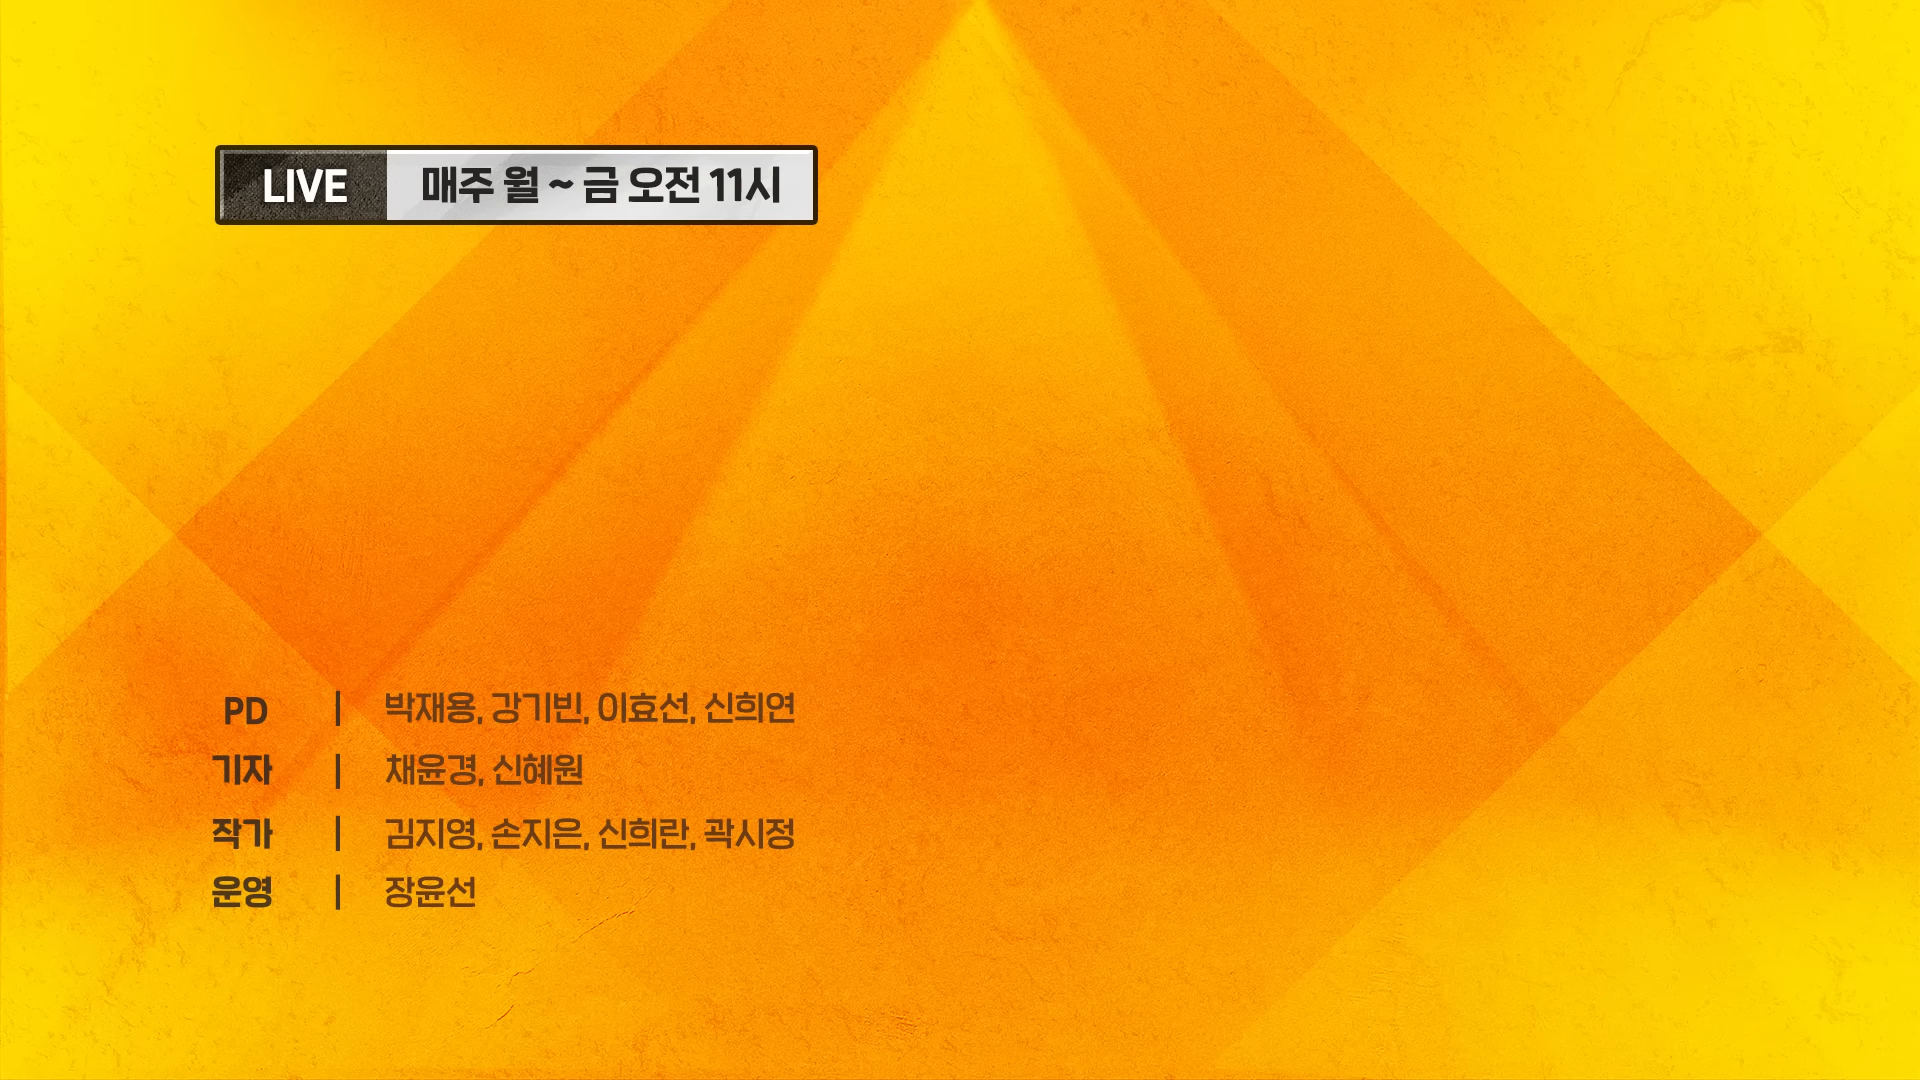 LIVE 매주 월 ~ 금 오전 11시
PD | 박재용, 강기빈, 이효선, 신희연
기자 | 채윤경, 신혜원
작가 | 김지영, 손지은, 신희란, 곽시정
운영 | 장윤선